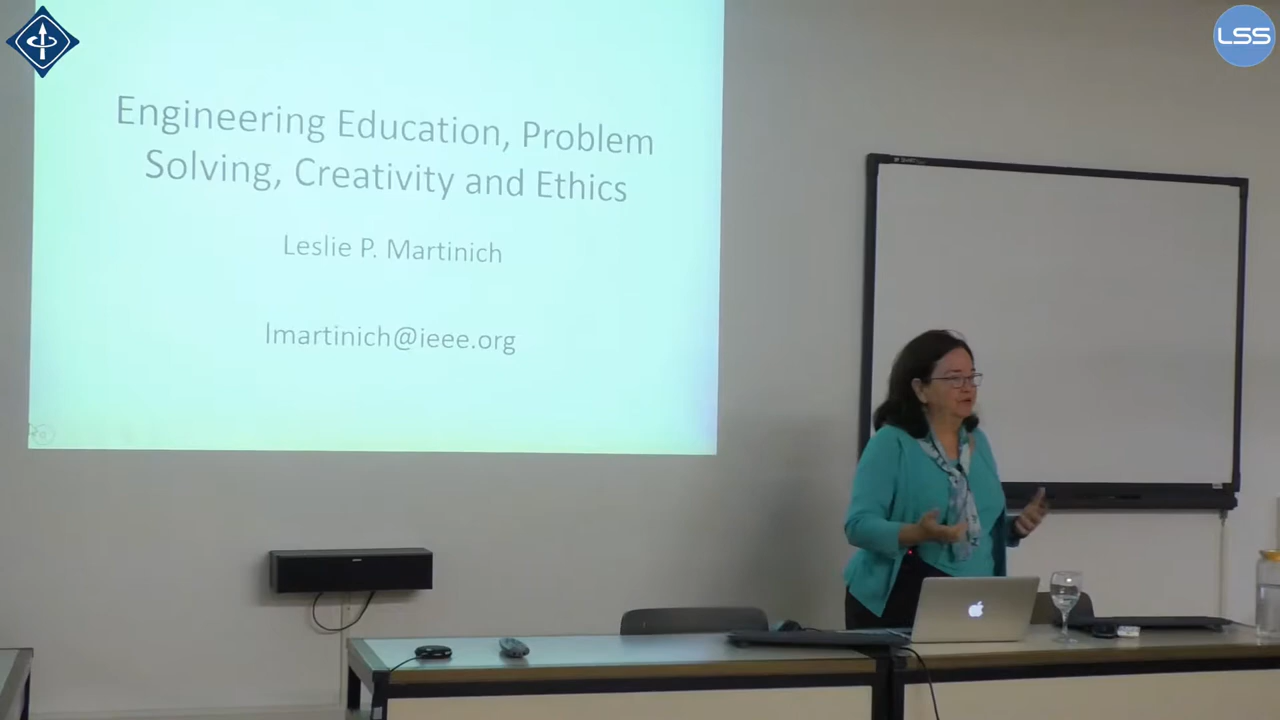 LSS
Engineering Education, Problem
Solving, Creativity and Ethics
Leslie P. Martinich
lmartinich@ieee.org